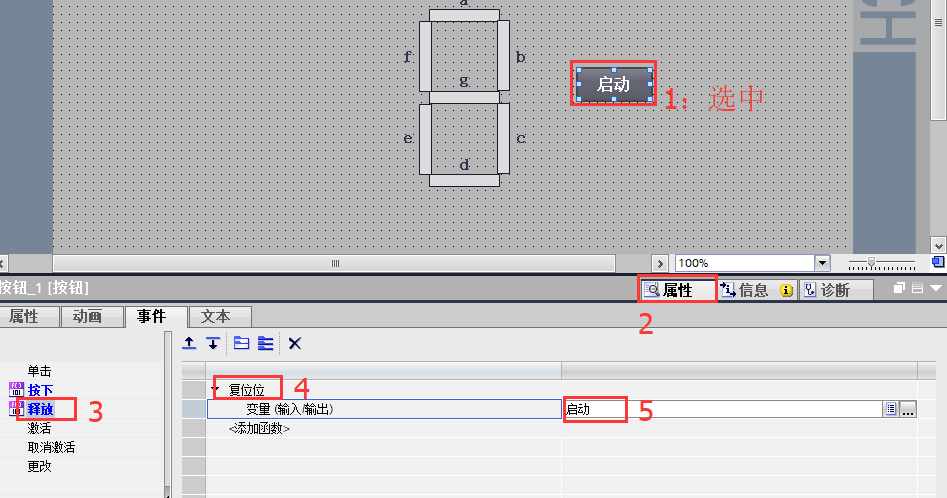 a
CH
f
b
g
启动
1：选中
e
c
d
100%
按钮_1 [按钮]
属性
信息
诊断
2
属性
动画
事件
文本
单击
按下
释放
3
激活
取消激活
更改
复位位
4
变量 (输入/输出)
启动
5
<添加函数>